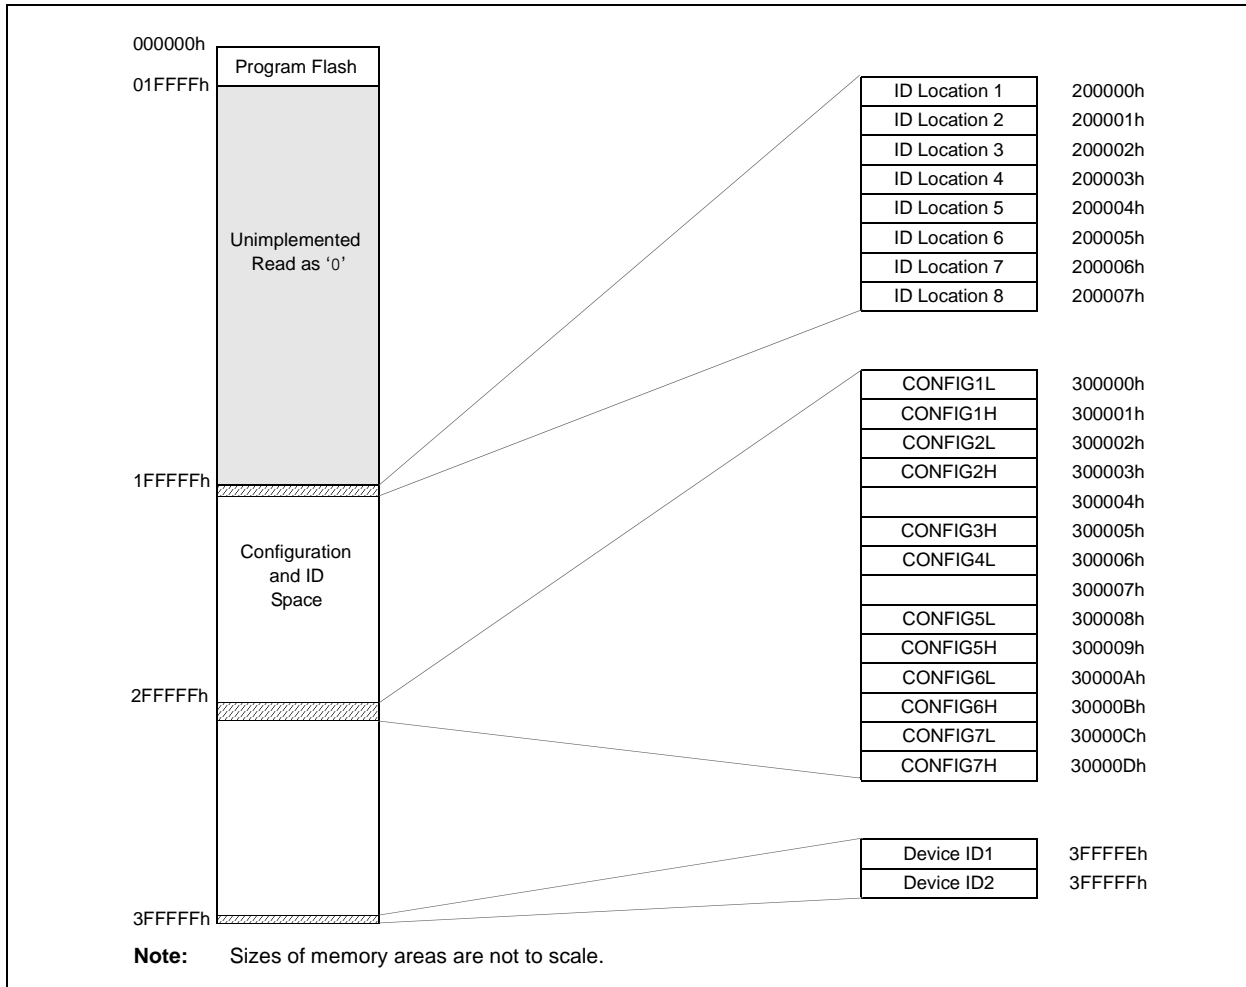 000000h
Program Flash
01FFFFh
Unimplemented
Read as ‘0’
1FFFFFh
Configuration
and ID
Space
2FFFFFh
3FFFFFh
ID Location 1 200000h
ID Location 2 200001h
ID Location 3 200002h
ID Location 4 200003h
ID Location 5 200004h
ID Location 6 200005h
ID Location 7 200006h
ID Location 8 200007h
CONFIG1L 300000h
CONFIG1H 300001h
CONFIG2L 300002h
CONFIG2H 300003h
300004h
CONFIG3H 300005h
CONFIG4L 300006h
300007h
CONFIG5L 300008h
CONFIG5H 300009h
CONFIG6L 30000Ah
CONFIG6H 30000Bh
CONFIG7L 30000Ch
CONFIG7H 30000Dh
Device ID1 3FFFFEh
Device ID2 3FFFFFh
Note: Sizes of memory areas are not to scale.